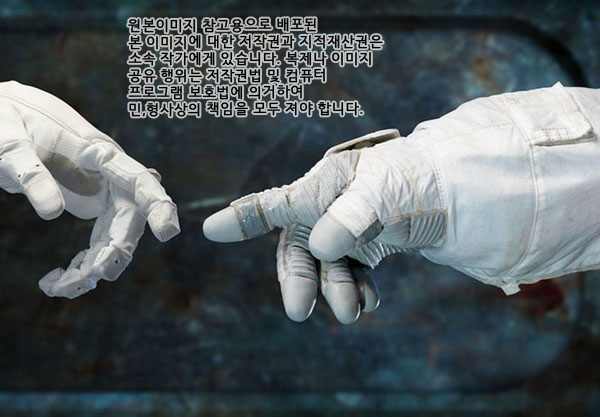 원본이미지 참고용으로 배포된
본 이미지에 대한 저작권과 지적재산권은
소속 작가에게 있습니다. 복제나 이미지
공유 행위는 저작권법 및 컴퓨터
프로그램 보호법에 의거하여
민,형사상의 책임을 모두 져야 합니다.